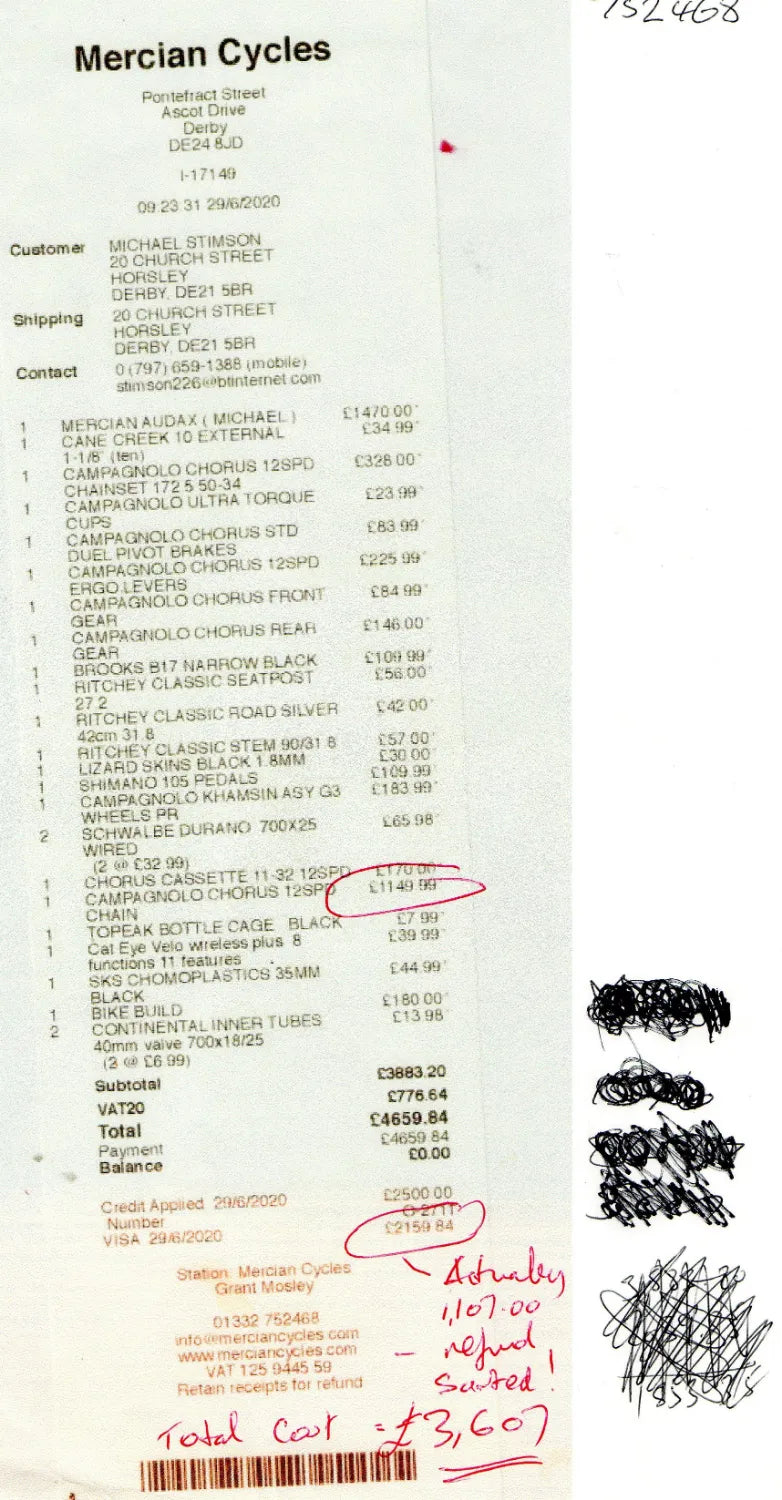 752468
Mercian Cycles
Pontefract Street
Ascot Drive
Derby
DE24 8JD
I-17149
09 23 31 29/6/2020
Customer MICHAEL STIMSON
20 CHURCH STREET
HORSLEY
DERBY, DE21 5BR
Shipping 20 CHURCH STREET
HORSLEY
DERBY, DE21 5BR
Contact 0 (797) 659-1388 (mobile)
stimson226@btinternet com
1 MERCIAN AUDAX ( MICHAEL ) £1470 00
1 CANE CREEK 10 EXTERNAL £34 99
1-1/8" (ten)
1 CAMPAGNOLO CHORUS 12SPD £328 00
CHAINSET 172 5 50-34
1 CAMPAGNOLO ULTRA TORQUE £23 99
CUPS
1 CAMPAGNOLO CHORUS STD £83 99
DUEL PIVOT BRAKES
1 CAMPAGNOLO CHORUS 12SPD £225 99
ERGO LEVERS
1 CAMPAGNOLO CHORUS FRONT £84 99
GEAR
1 CAMPAGNOLO CHORUS REAR £146 00
GEAR
1 BROOKS B17 NARROW BLACK £109 99
1 RITCHEY CLASSIC SEATPOST £56 00
27 2
1 RITCHEY CLASSIC ROAD SILVER £42 00
42cm 31 8
1 RITCHEY CLASSIC STEM 90/31 8 £57 00
1 LIZARD SKINS BLACK 1.8MM £30 00
1 SHIMANO 105 PEDALS £109 99
1 CAMPAGNOLO KHAMSIN ASY G3 £183 99
WHEELS PR
2 SCHWALBE DURANO 700X25 £65 98
WIRED
(2 @ £32 99)
1 CHORUS CASSETTE 11-32 12SPD £170 00
1 CAMPAGNOLO CHORUS 12SPD £1149 99
CHAIN
1 TOPEAK BOTTLE CAGE BLACK £7 99
1 Cat Eye Velo wireless plus 8 £39 99
functions 11 features
1 SKS CHOMOPLASTICS 35MM £44 99
BLACK
1 BIKE BUILD £180 00
2 CONTINENTAL INNER TUBES £13 98
40mm valve 700x18/25
(2 @ £6 99)
Subtotal £3883.20
VAT20 £776.64
Total £4659.84
Payment £4659 84
Balance £0.00
Credit Applied 29/6/2020 £2500 00
Number
VISA 29/6/2020 £2159 84
Station: Mercian Cycles
Grant Mosley
01332 752468
info@merciancycles com
www merciancycles com
VAT 125 9445 59
Retain receipts for refund
Actually
1,107.00
– refund
Sorted!
Total Cost = £3,607